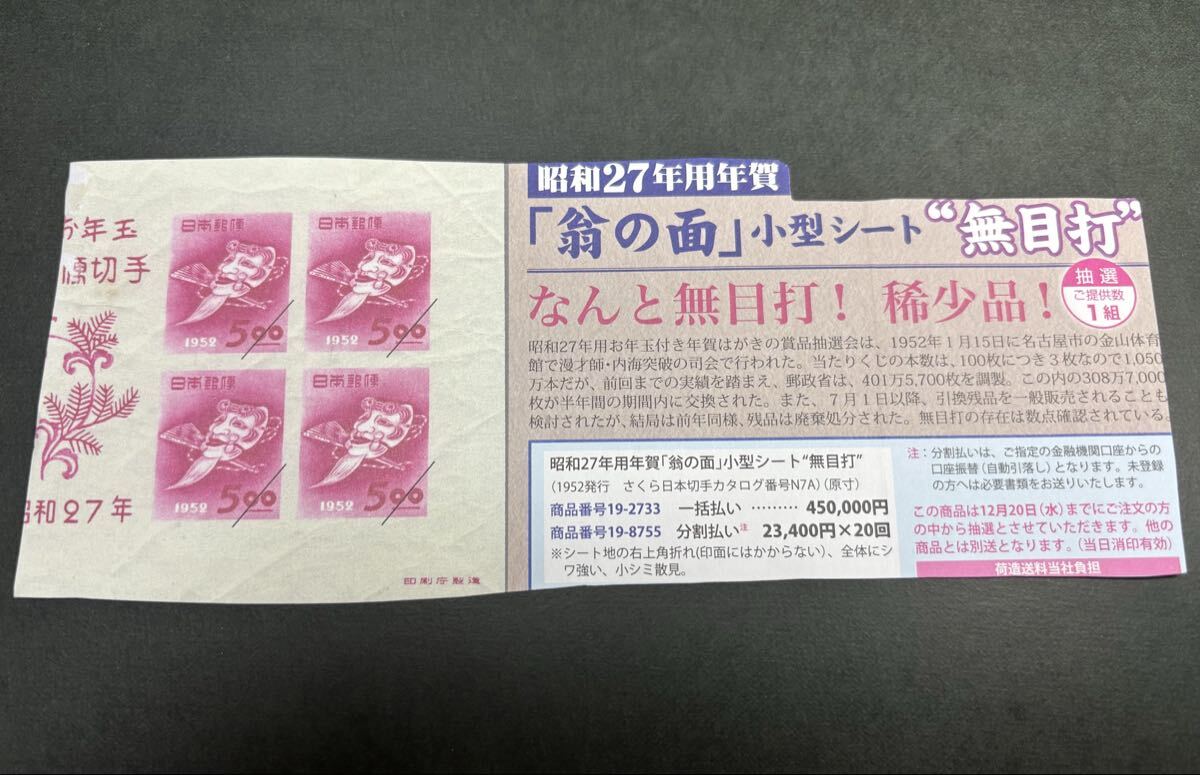 お年玉
切手
日本郵便
5.00
1952
日本郵便
5.00
1952
日本郵便
5.00
1952
日本郵便
5.00
1952
昭和27年
印刷庁製造
昭和27年用年賀
「翁の面」小型シート“無目打”
なんと無目打！ 稀少品！
抽選
ご提供数
1組
昭和27年用お年玉付き年賀はがきの賞品抽選会は、1952年1月15日に名古屋市の金山体育
館で漫才師・内海突破の司会で行われた。当たりくじの本数は、100枚につき3枚なので1,050
万本だが、前回までの実績を踏まえ、郵政省は、401万5,700枚を調製。この内の308万7,000
枚が半年間の期間内に交換された。また、7月1日以降、引換残品を一般販売されることも
検討されたが、結局は前年同様、残品は廃棄処分された。無目打の存在は数点確認されている。
昭和27年用年賀「翁の面」小型シート“無目打”
（1952発行 さくら日本切手カタログ番号N7A）（原寸）
商品番号19-2733 一括払い ……… 450,000円
商品番号19-8755 分割払い注 23,400円×20回
※シート地の右上角折れ（印面にはかからない）、全体にシ
ワ強い、小シミ散見。
注：分割払いは、ご指定の金融機関口座からの
口座振替（自動引落し）となります。未登録
の方へは必要書類をお送りいたします。
この商品は12月20日（水）までにご注文の方
の中から抽選とさせていただきます。他の
商品とは別送となります。（当日消印有効）
荷造送料当社負担